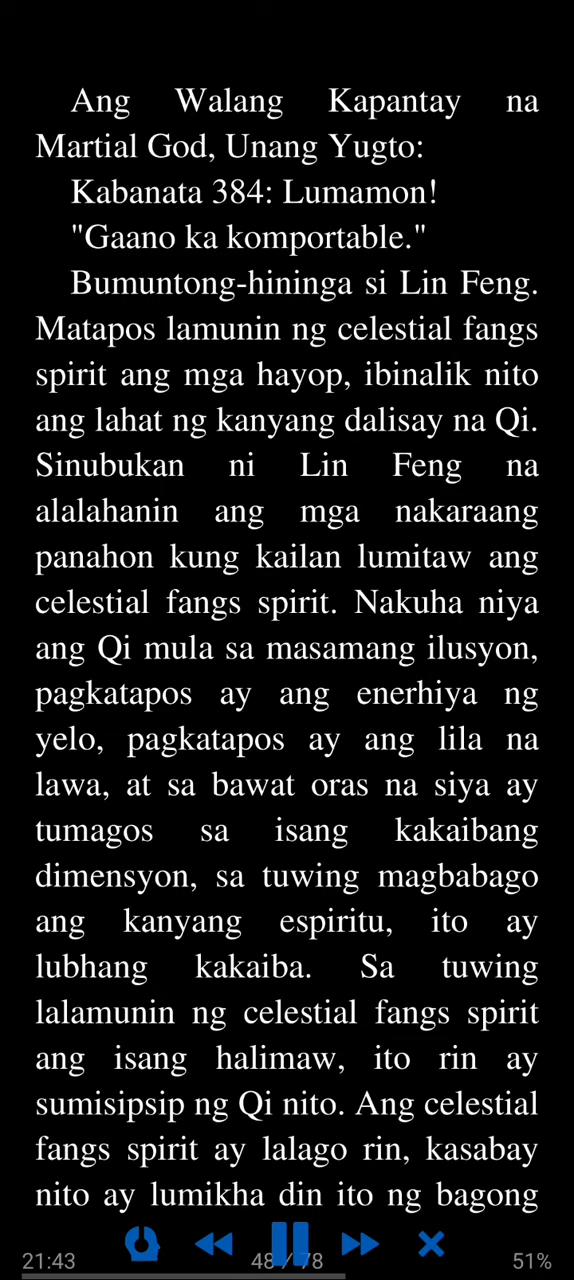 Ang Walang Kapantay na
Martial God, Unang Yugto:
Kabanata 384: Lumamon!
"Gaano ka komportable."
Bumuntong-hininga si Lin Feng.
Matapos lamunin ng celestial fangs
spirit ang mga hayop, ibinalik nito
ang lahat ng kanyang dalisay na Qi.
Sinubukan ni Lin Feng na
alalahanin ang mga nakaraang
panahon kung kailan lumitaw ang
celestial fangs spirit. Nakuha niya
ang Qi mula sa masamang ilusyon,
pagkatapos ay ang enerhiya ng
yelo, pagkatapos ay ang lila na
lawa, at sa bawat oras na siya ay
tumagos sa isang kakaibang
dimensyon, sa tuwing magbabago
ang kanyang espiritu, ito ay
lubhang kakaiba. Sa tuwing
lalamunin ng celestial fangs spirit
ang isang halimaw, ito rin ay
sumisipsip ng Qi nito. Ang celestial
fangs spirit ay lalago rin, kasabay
nito ay lumikha din ito ng bagong
21:43 48 / 78 51%